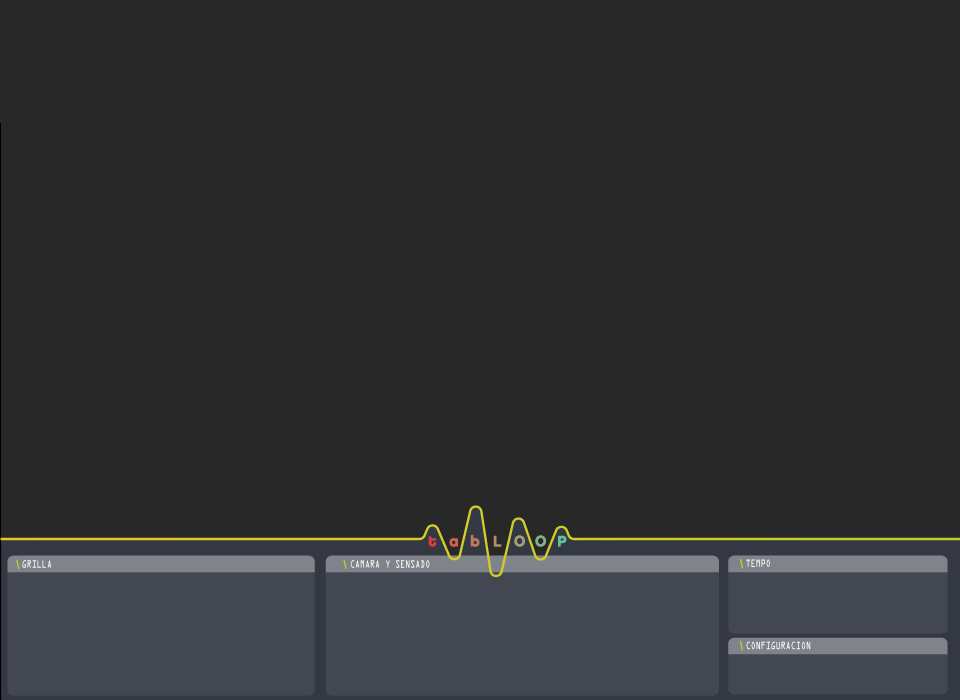 tabLOOP
\GRILLA
\CAMARA Y SENSADO
\TEMPO
\CONFIGURACION